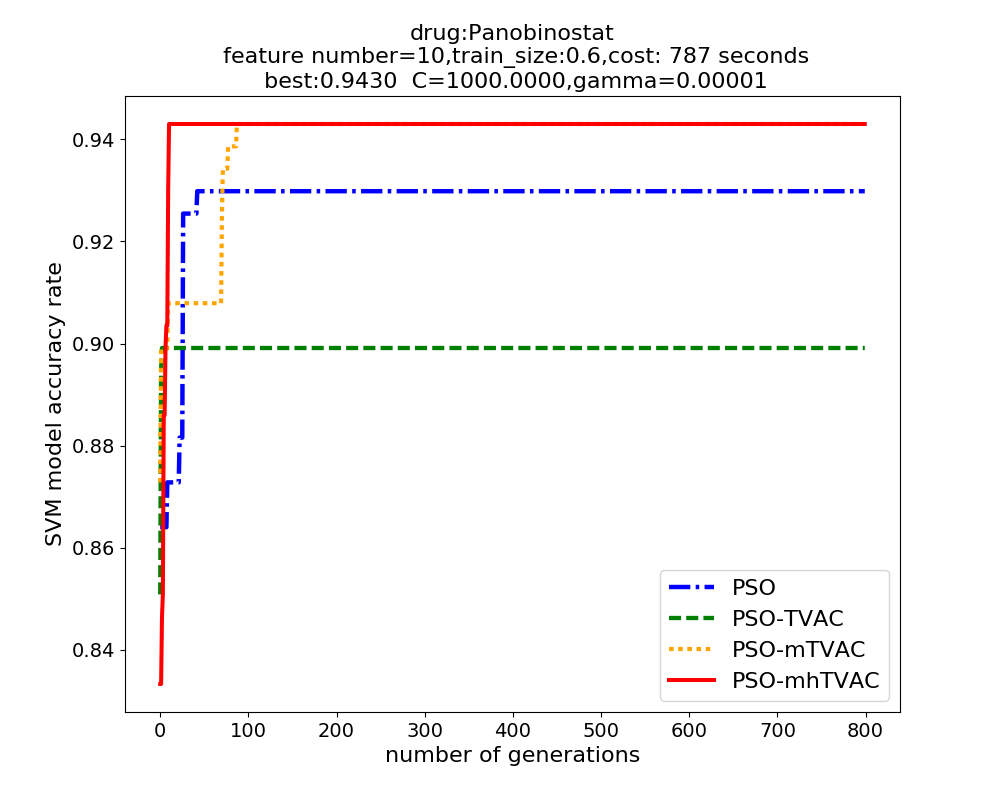 drug:Panobinostat
feature number=10,train_size:0.6,cost: 787 seconds
best:0.9430  C=1000.0000,gamma=0.00001
0.94
0.92
0.90
0.88
0.86
0.84
SVM model accuracy rate
PSO
PSO-TVAC
PSO-mTVAC
PSO-mhTVAC
0 100 200 300 400 500 600 700 800
number of generations